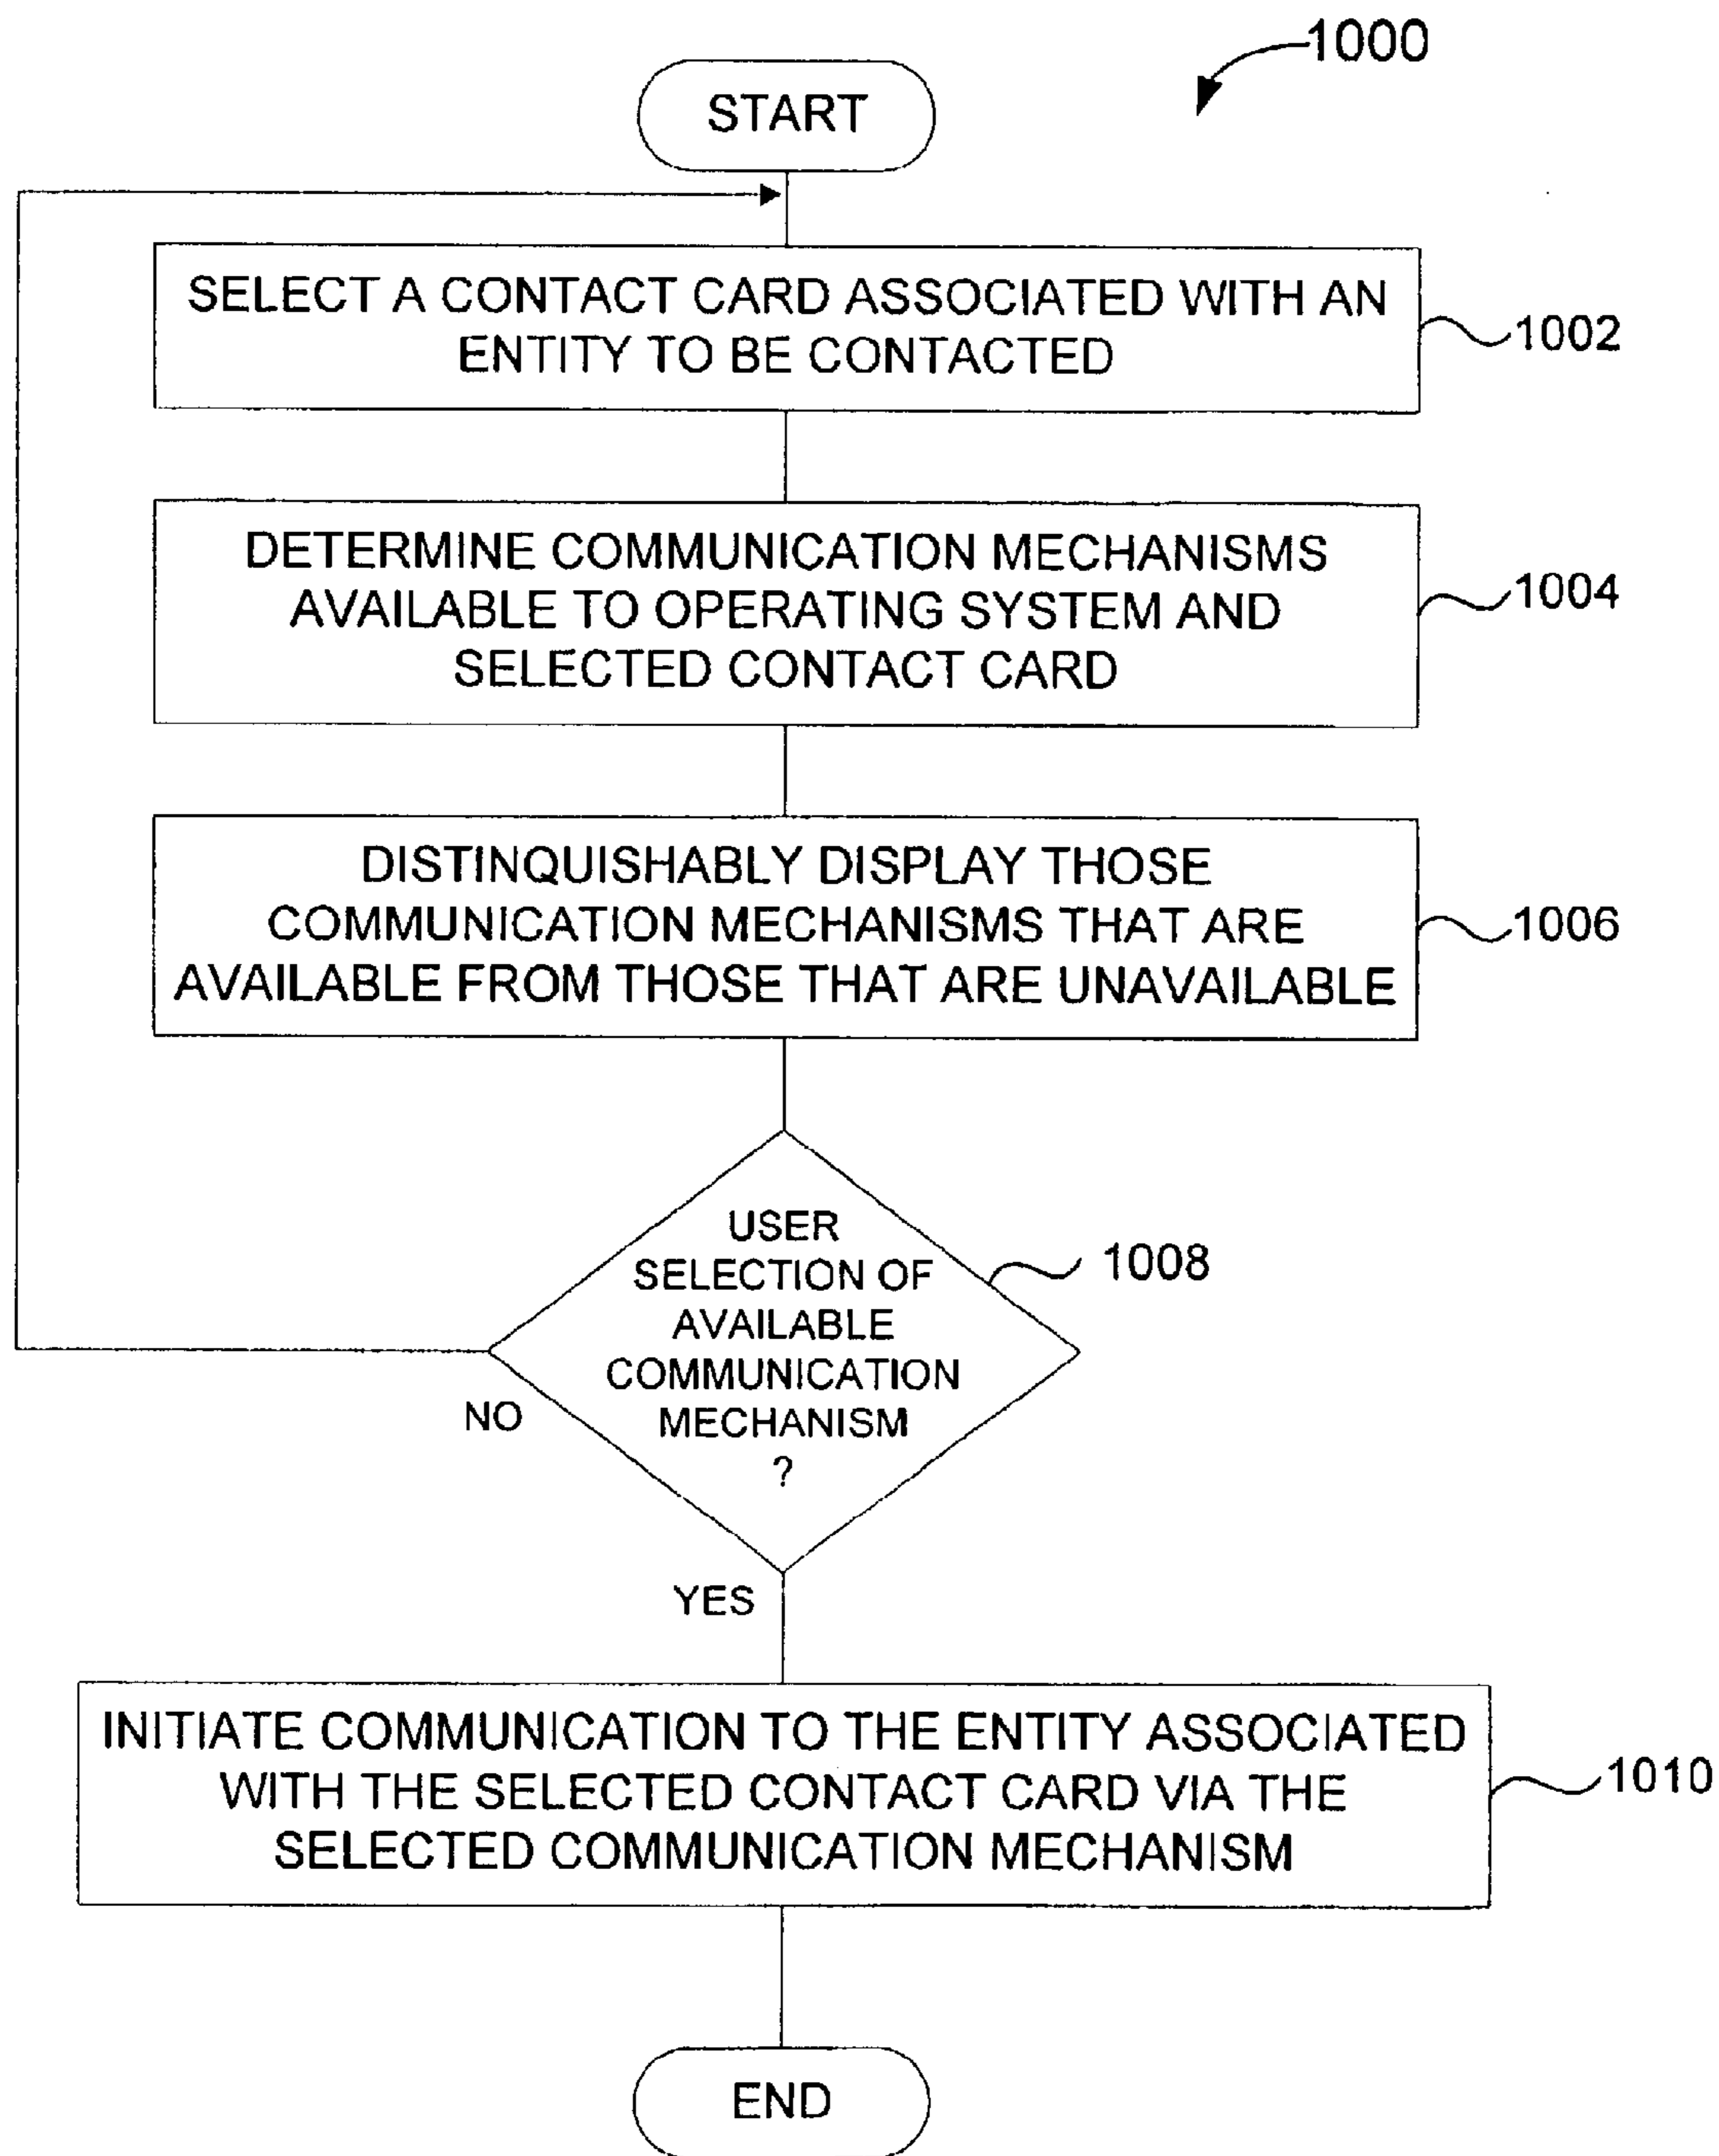 1000
START
SELECT A CONTACT CARD ASSOCIATED WITH AN
ENTITY TO BE CONTACTED
1002
DETERMINE COMMUNICATION MECHANISMS
AVAILABLE TO OPERATING SYSTEM AND
SELECTED CONTACT CARD
1004
DISTINQUISHABLY DISPLAY THOSE
COMMUNICATION MECHANISMS THAT ARE
AVAILABLE FROM THOSE THAT ARE UNAVAILABLE
1006
USER
SELECTION OF
AVAILABLE
COMMUNICATION
MECHANISM
?
1008
NO
YES
INITIATE COMMUNICATION TO THE ENTITY ASSOCIATED
WITH THE SELECTED CONTACT CARD VIA THE
SELECTED COMMUNICATION MECHANISM
1010
END